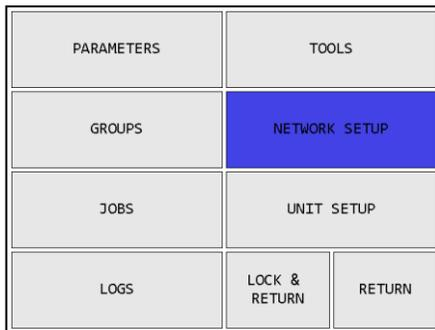 PARAMETERS
TOOLS
GROUPS
NETWORK SETUP
JOBS
UNIT SETUP
LOGS
LOCK &
RETURN
RETURN